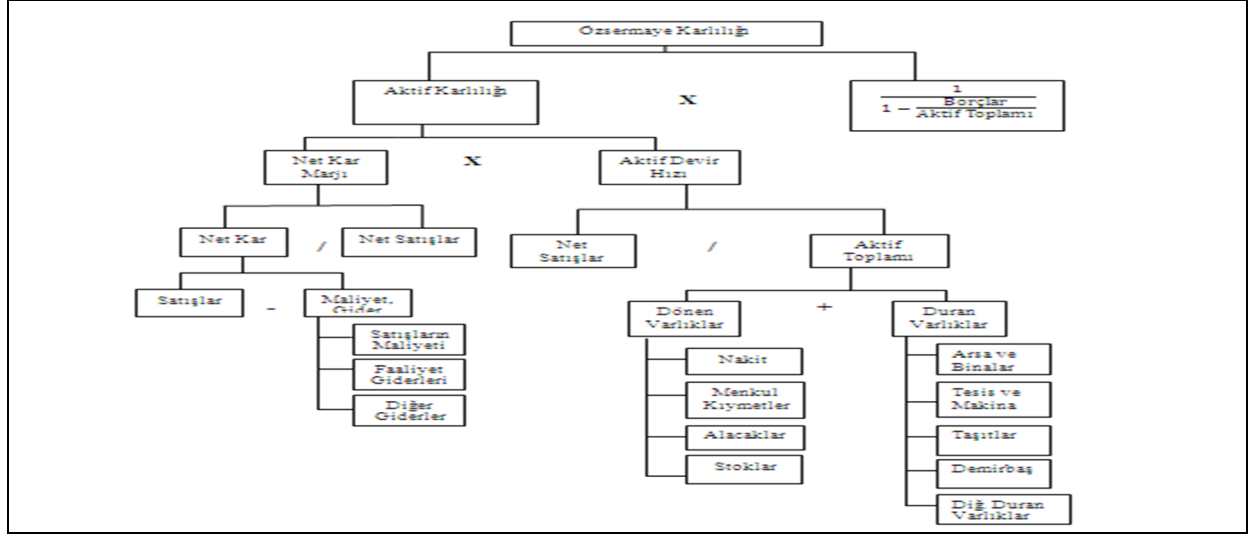 Özsermaye Karlılığı
Aktif Karlılığı
X
1
1 − Borçlar
Aktif Toplamı
Net Kar
Marjı
X
Aktif Devir
Hızı
Net Kar
/
Net Satışlar
Net
Satışlar
/
Aktif
Toplamı
Satışlar
-
Maliyet,
Gider
Satışların
Maliyeti
Faaliyet
Giderleri
Diğer
Giderler
Dönen
Varlıklar
+
Duran
Varlıklar
Nakit
Menkul
Kıymetler
Alacaklar
Stoklar
Arsa ve
Binalar
Tesis ve
Makina
Taşıtlar
Demirbaş
Diğ. Duran
Varlıklar